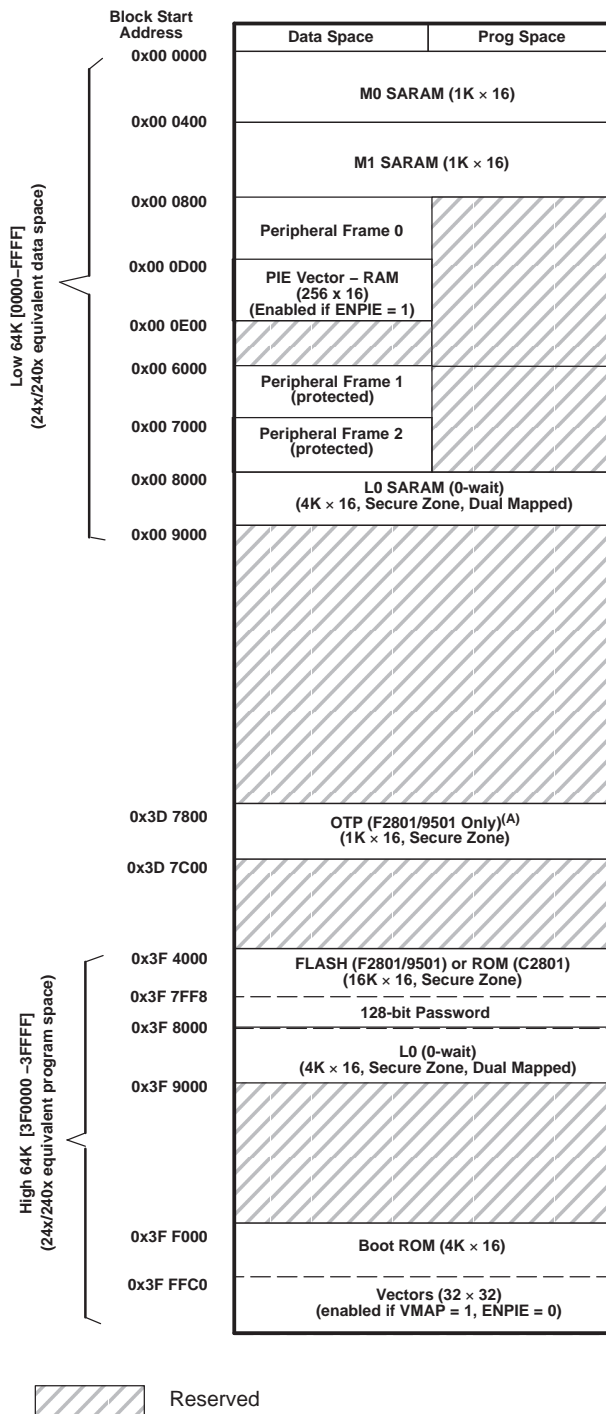 Block Start
Address
Data Space
Prog Space
0x00 0000
M0 SARAM (1K × 16)
0x00 0400
M1 SARAM (1K × 16)
0x00 0800
Peripheral Frame 0
0x00 0D00
PIE Vector – RAM
(256 x 16)
(Enabled if ENPIE = 1)
0x00 0E00
0x00 6000
Peripheral Frame 1
(protected)
0x00 7000
Peripheral Frame 2
(protected)
0x00 8000
L0 SARAM (0-wait)
(4K × 16, Secure Zone, Dual Mapped)
0x00 9000
Low 64K [0000–FFFF]
(24x/240x equivalent data space)
0x3D 7800
OTP (F2801/9501 Only)(A)
(1K × 16, Secure Zone)
0x3D 7C00
0x3F 4000
FLASH (F2801/9501) or ROM (C2801)
(16K × 16, Secure Zone)
0x3F 7FF8
128-bit Password
0x3F 8000
L0 (0-wait)
(4K × 16, Secure Zone, Dual Mapped)
0x3F 9000
High 64K [3F0000 –3FFFF]
(24x/240x equivalent program space)
0x3F F000
Boot ROM (4K × 16)
0x3F FFC0
Vectors (32 × 32)
(enabled if VMAP = 1, ENPIE = 0)
Reserved